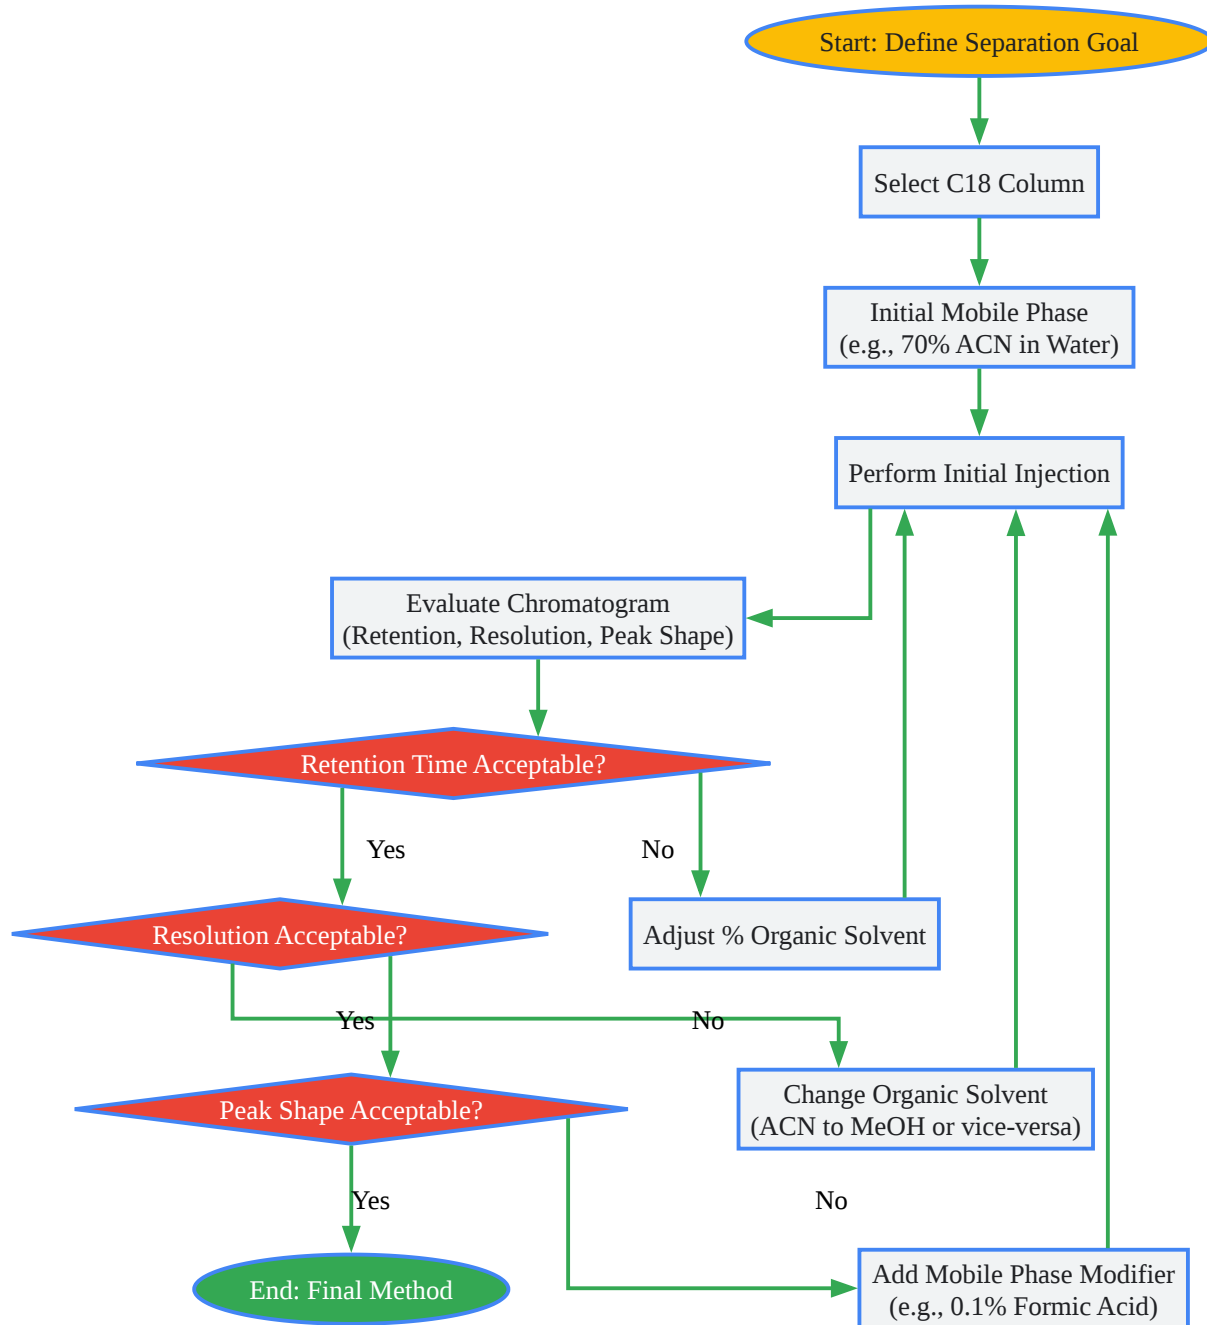 Start: Define Separation Goal
Select C18 Column
Initial Mobile Phase
(e.g., 70% ACN in Water)
Perform Initial Injection
Evaluate Chromatogram
(Retention, Resolution, Peak Shape)
Retention Time Acceptable?
Yes
No
Resolution Acceptable?
Adjust % Organic Solvent
Yes
No
Peak Shape Acceptable?
Change Organic Solvent
(ACN to MeOH or vice-versa)
Yes
No
End: Final Method
Add Mobile Phase Modifier
(e.g., 0.1% Formic Acid)